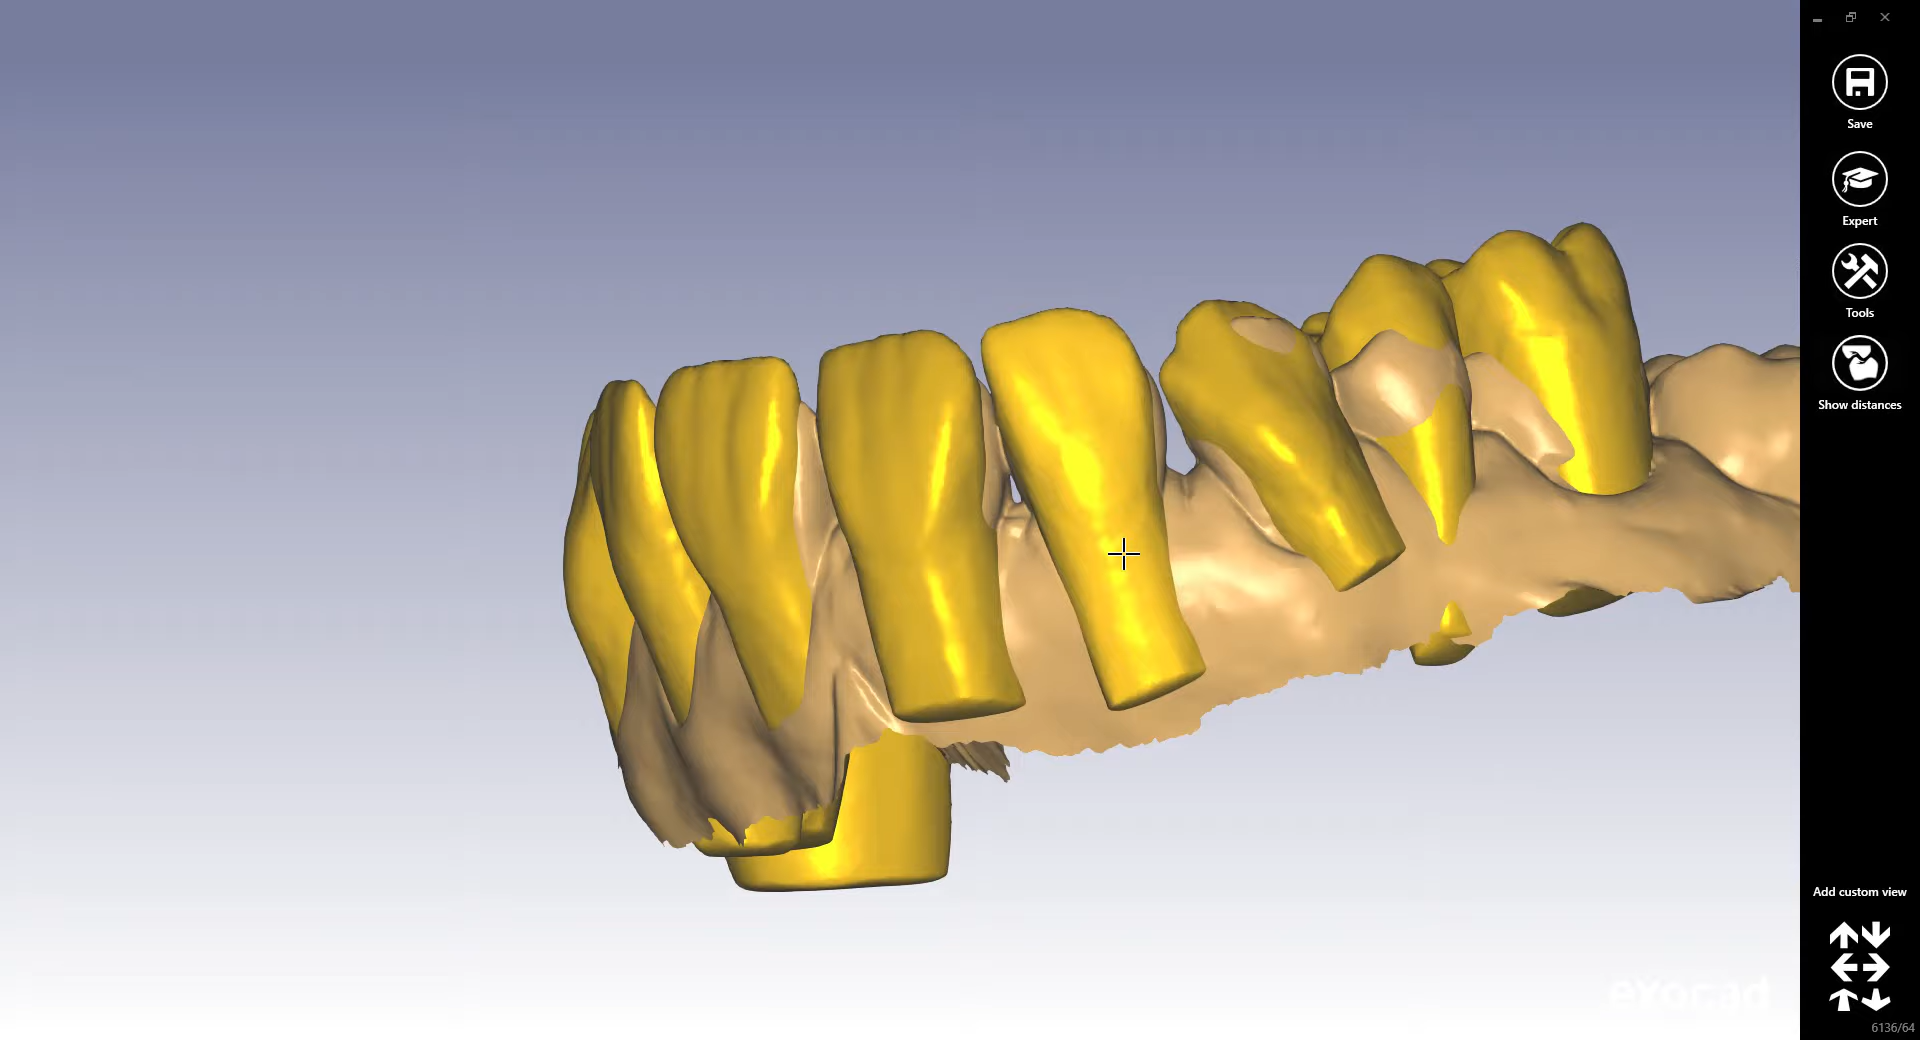 Save
Expert
Tools
Show distances
Add custom view
exocad
6136/64